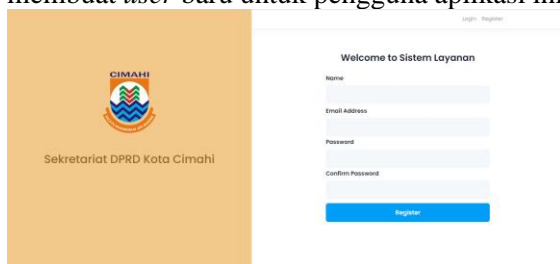 membuat user baru untuk pengguna aplikasi ini
Login Register
CIMAHI
Sekretariat DPRD Kota Cimahi
Welcome to Sistem Layanan
Name
Email Address
Password
Confirm Password
Register